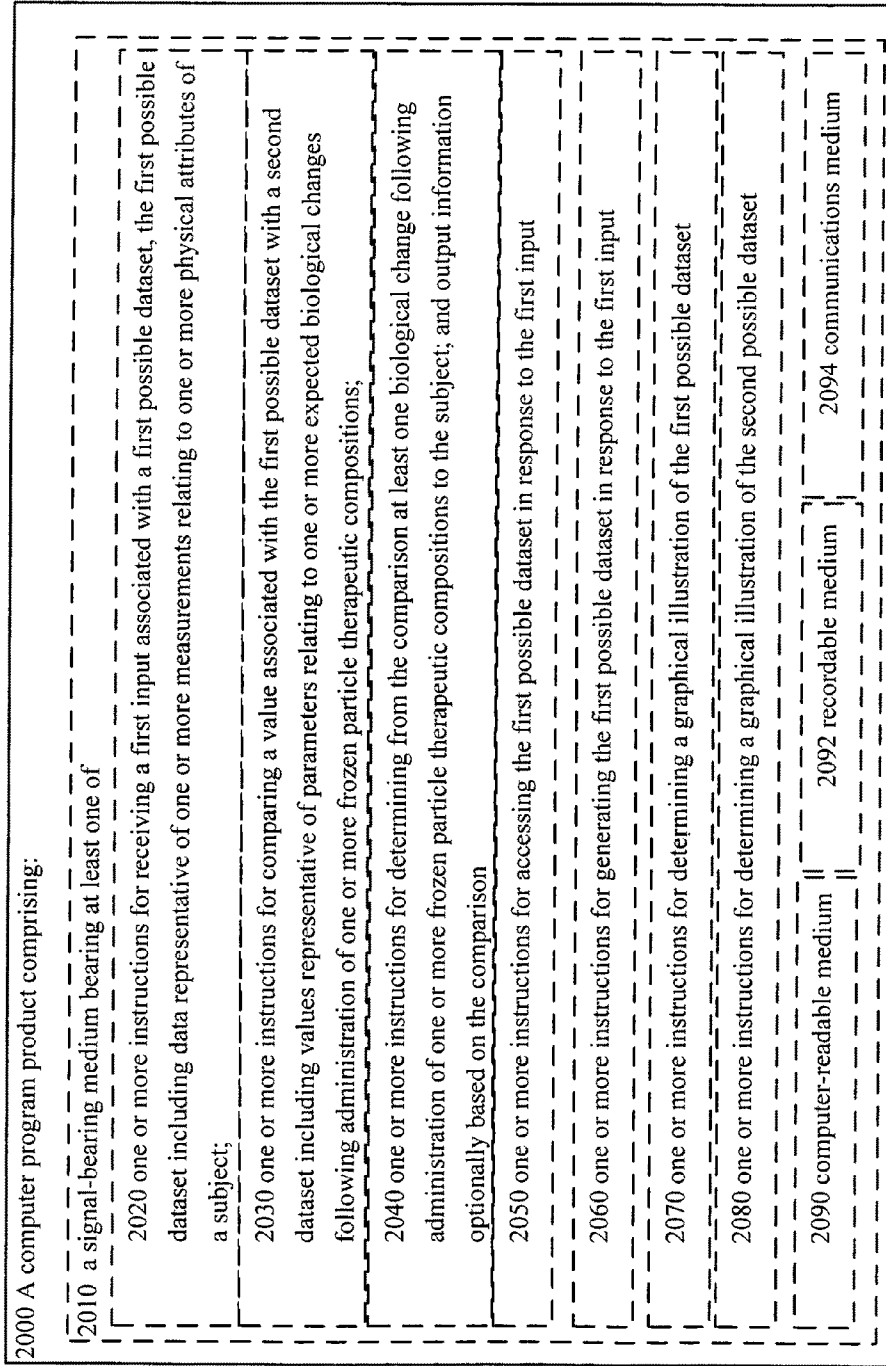 2000 A computer program product comprising:
2010 a signal-bearing medium bearing at least one of
2020 one or more instructions for receiving a first input associated with a first possible dataset, the first possible
dataset including data representative of one or more measurements relating to one or more physical attributes of
a subject;
2030 one or more instructions for comparing a value associated with the first possible dataset with a second
dataset including values representative of parameters relating to one or more expected biological changes
following administration of one or more frozen particle therapeutic compositions;
2040 one or more instructions for determining from the comparison at least one biological change following
administration of one or more frozen particle therapeutic compositions to the subject; and output information
optionally based on the comparison
2050 one or more instructions for accessing the first possible dataset in response to the first input
2060 one or more instructions for generating the first possible dataset in response to the first input
2070 one or more instructions for determining a graphical illustration of the first possible dataset
2080 one or more instructions for determining a graphical illustration of the second possible dataset
2090 computer-readable medium
2092 recordable medium
2094 communications medium